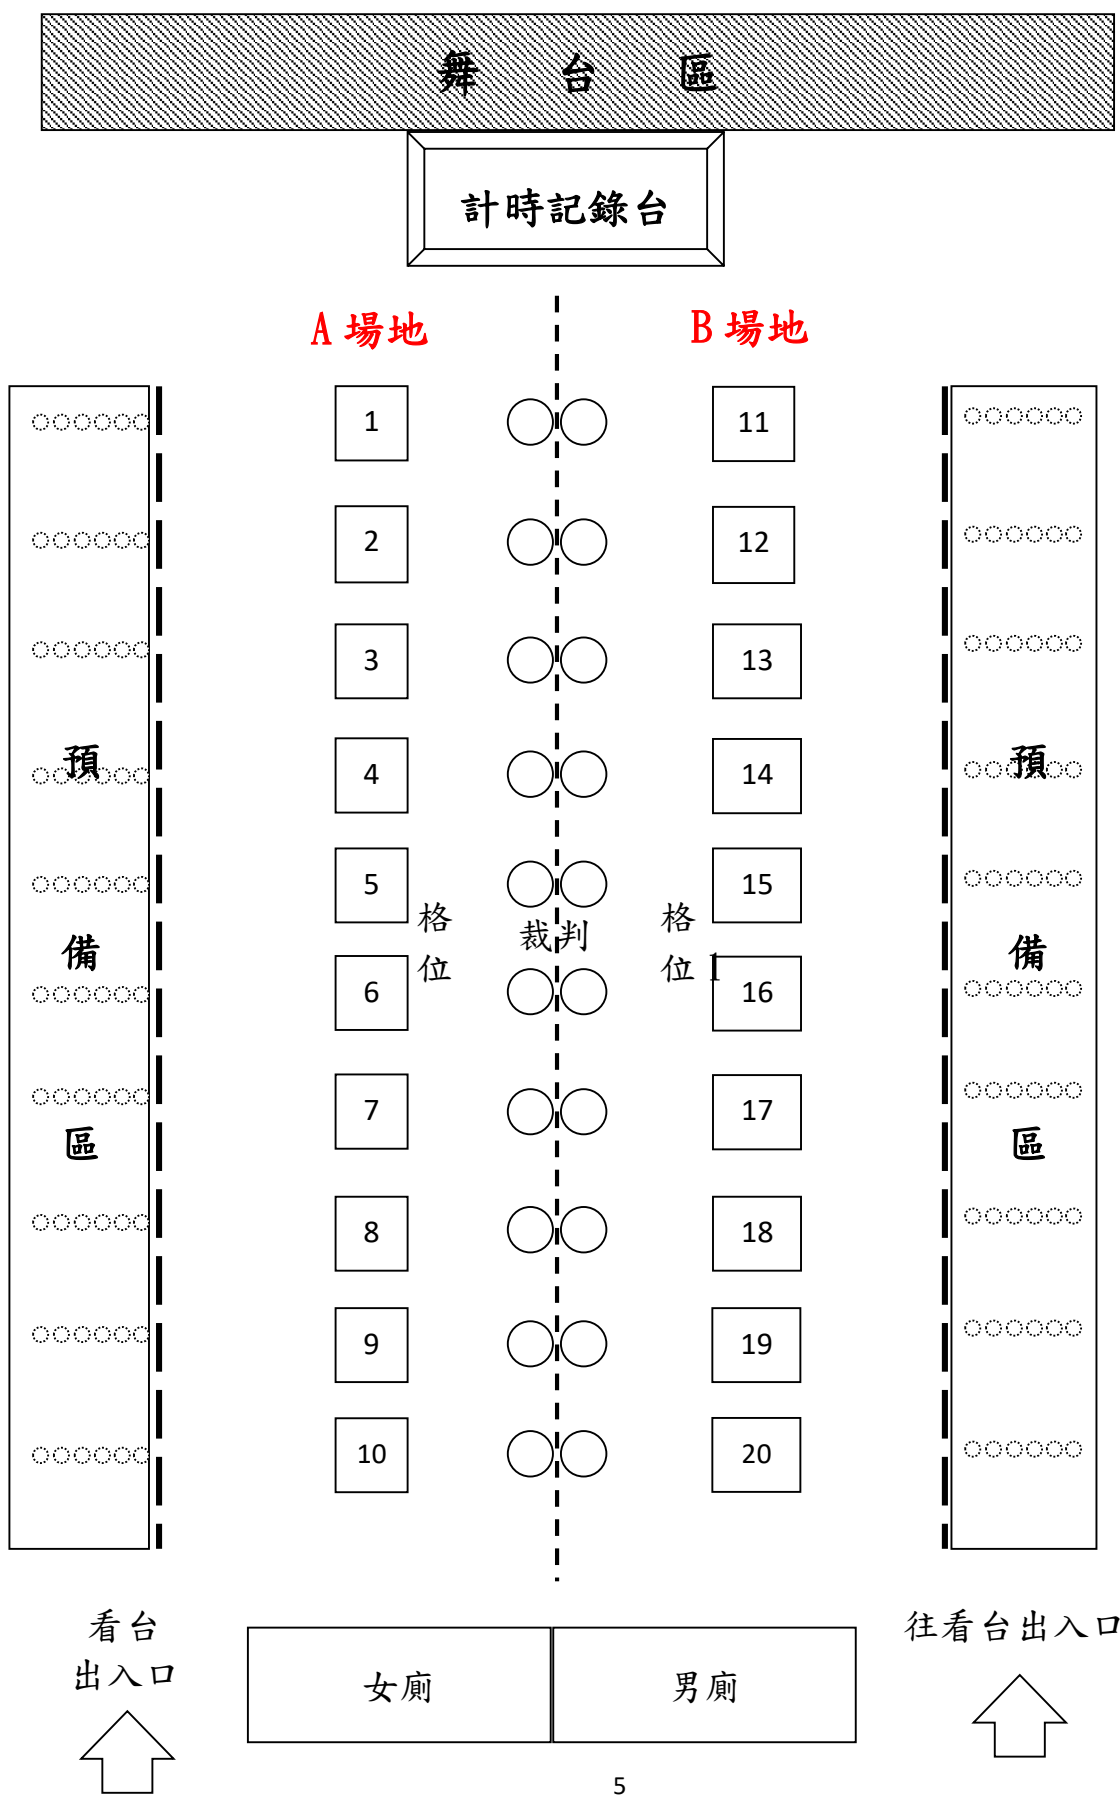 舞 台 區
計時記錄台
A 場地 B 場地
1 11
2 12
3 13
預 4 14 預
5 15
格 裁判 格
備 備
位 位 1
6 16
7 17
區 區
8 18
9 19
10 20
看台
出入口
往看台出入口
女廁 男廁
5